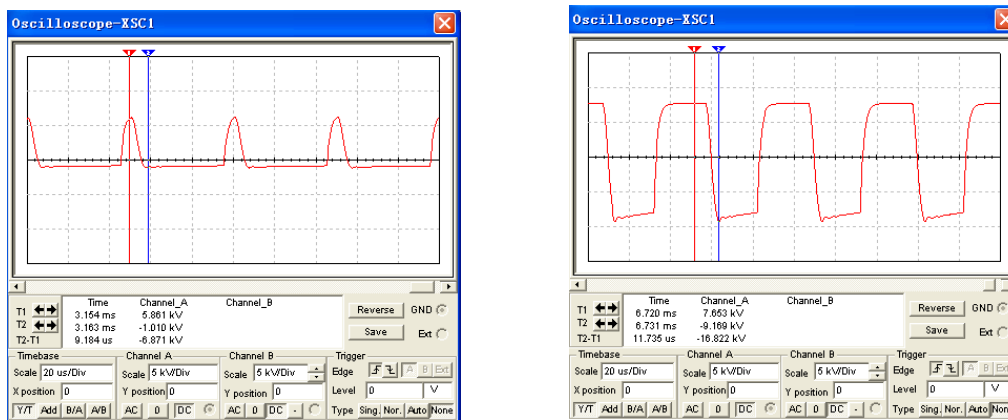 Oscilloscope-XSC1
Time Channel_A Channel_B
T1 3.154 ms 5.861 kV
T2 3.163 ms -1.010 kV
T2-T1 9.184 us -6.871 kV
Reverse GND
Save Ext
Timebase Channel A Channel B Trigger
Scale 20 us/Div Scale 5 kV/Div Scale 5 kV/Div Edge A B Ext
X position 0 Y position 0 Y position 0 Level 0 V
Y/T Add B/A A/B AC 0 DC AC 0 DC - Type Sing. Nor. Auto None
Oscilloscope-XSC1
Time Channel_A Channel_B
T1 6.720 ms 7.653 kV
T2 6.731 ms -9.169 kV
T2-T1 11.735 us -16.822 kV
Reverse GND
Save Ext
Timebase Channel A Channel B Trigger
Scale 20 us/Div Scale 5 kV/Div Scale 5 kV/Div Edge A B Ext
X position 0 Y position 0 Y position 0 Level 0 V
Y/T Add B/A A/B AC 0 DC AC 0 DC - Type Sing. Nor. Auto